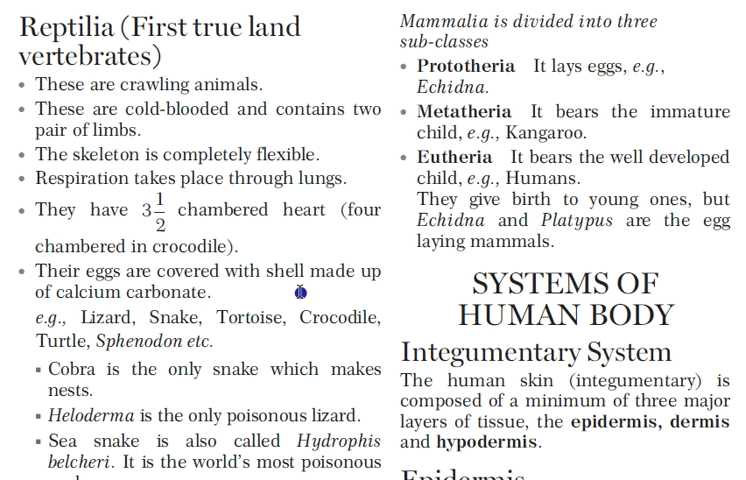 Reptilia (First true land
vertebrates)
• These are crawling animals.
• These are cold-blooded and contains two
pair of limbs.
• The skeleton is completely flexible.
• Respiration takes place through lungs.
• They have 3 1/2 chambered heart (four
chambered in crocodile).
• Their eggs are covered with shell made up
of calcium carbonate.
e.g., Lizard, Snake, Tortoise, Crocodile,
Turtle, Sphenodon etc.
▪ Cobra is the only snake which makes
nests.
▪ Heloderma is the only poisonous lizard.
▪ Sea snake is also called Hydrophis
belcheri. It is the world's most poisonous
Mammalia is divided into three
sub-classes
• Prototheria It lays eggs, e.g.,
Echidna.
• Metatheria It bears the immature
child, e.g., Kangaroo.
• Eutheria It bears the well developed
child, e.g., Humans.
They give birth to young ones, but
Echidna and Platypus are the egg
laying mammals.
SYSTEMS OF
HUMAN BODY
Integumentary System
The human skin (integumentary) is
composed of a minimum of three major
layers of tissue, the epidermis, dermis
and hypodermis.
Epidermis